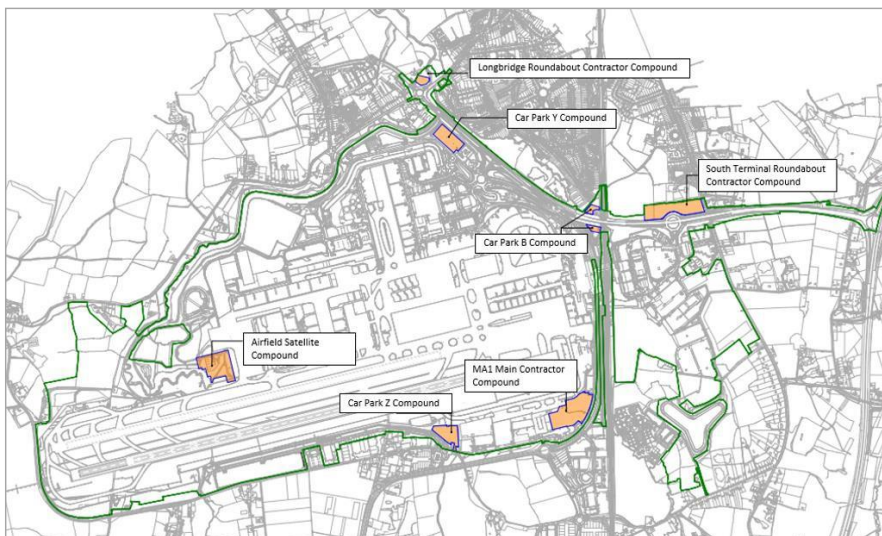 Longbridge Roundabout Contractor Compound
Car Park Y Compound
South Terminal Roundabout
Contractor Compound
Car Park B Compound
Airfield Satellite
Compound
MA1 Main Contractor
Compound
Car Park Z Compound